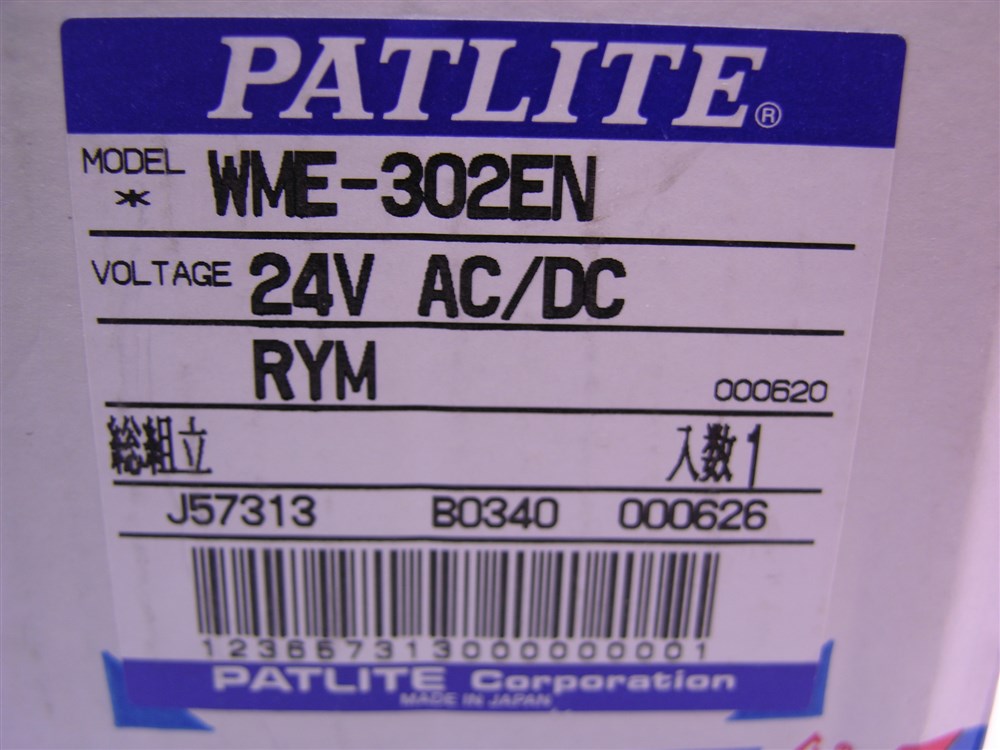 PATLITE®
MODEL * WME-302EN
VOLTAGE 24V AC/DC
RYM 000620
総組立 入数1
J57313 B0340 000626
PATLITE Corporation
MADE IN JAPAN